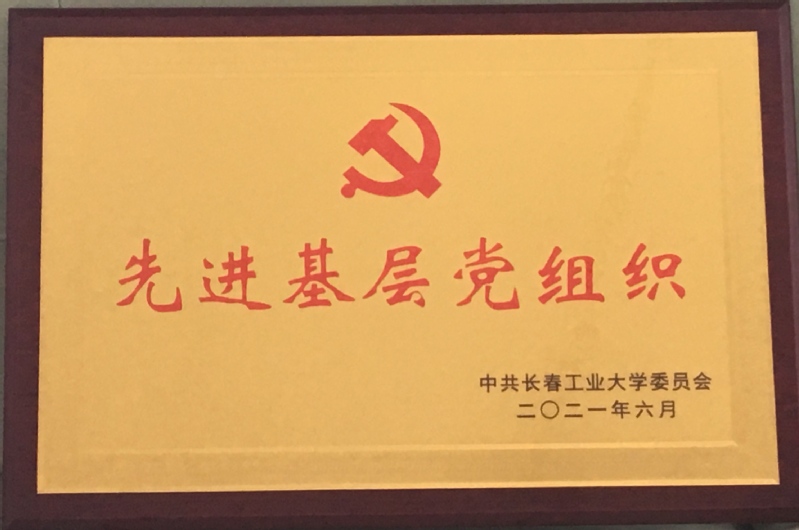 先进基层党组织
中共长春工业大学委员会
二〇二一年六月